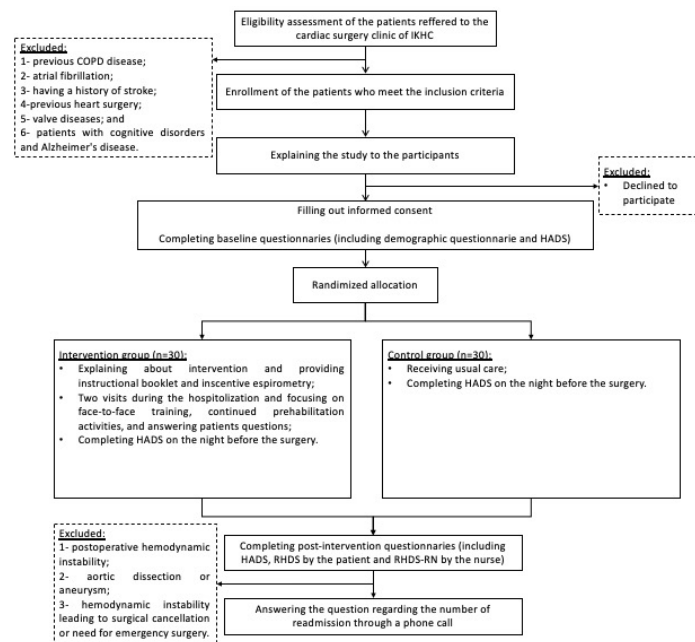 Eligibility assessment of the patients reffered to the
cardiac surgery clinic of IKHC
Excluded:
1- previous COPD disease;
2- atrial fibrillation;
3- having a history of stroke;
4-previous heart surgery;
5- valve diseases; and
6- patients with cognitive disorders
and Alzheimer's disease.
Enrollment of the patients who meet the inclusion criteria
Explaining the study to the participants
Excluded:
• Declined to
participate
Filling out informed consent
Completing baseline questionnaries (including demographic questionnarie and HADS)
Randimized allocation
Intervention group (n=30):
• Explaining about intervention and providing
instructional booklet and inscentive espirometry;
• Two visits during the hospitolization and focusing on
face-to-face training, continued prehabilitation
activities, and answering patients questions;
• Completing HADS on the night before the surgery.
Control group (n=30):
• Receiving usual care;
• Completing HADS on the night before the surgery.
Excluded:
1- postoperative hemodynamic
instability;
2- aortic dissection or
aneurysm;
3- hemodynamic instability
leading to surgical cancellation
or need for emergency surgery.
Completing post-intervention questionnaries (including
HADS, RHDS by the patient and RHDS-RN by the nurse)
Answering the question regarding the number of
readmission through a phone call